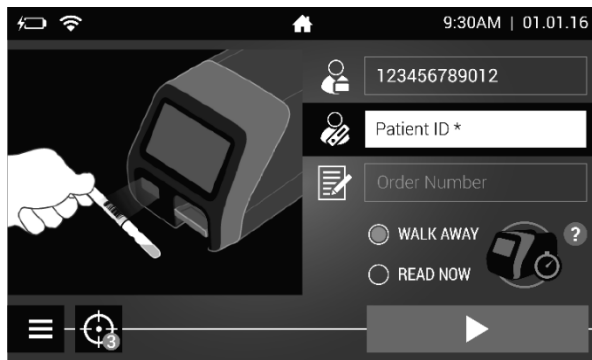 9:30AM | 01.01.16
123456789012
Patient ID *
Order Number
WALK AWAY
?
READ NOW
3